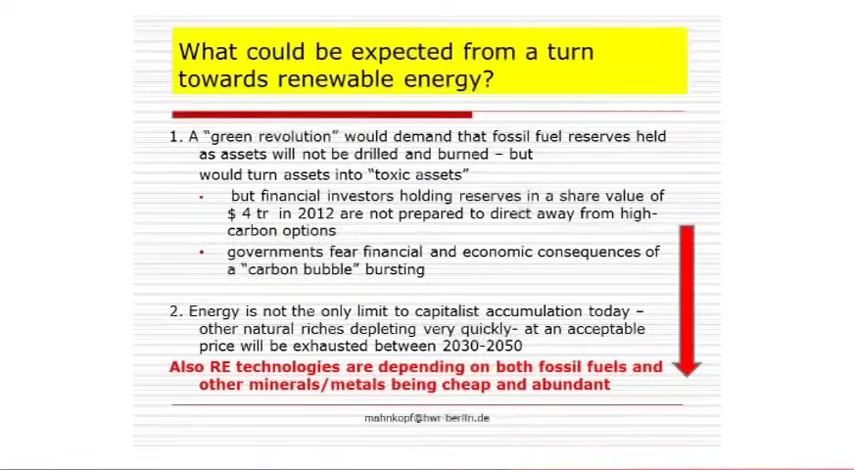 What could be expected from a turn
towards renewable energy?
1. A “green revolution” would demand that fossil fuel reserves held
as assets will not be drilled and burned – but
would turn assets into “toxic assets”
• but financial investors holding reserves in a share value of
$ 4 tr in 2012 are not prepared to direct away from high-
carbon options
• governments fear financial and economic consequences of
a “carbon bubble” bursting
2. Energy is not the only limit to capitalist accumulation today –
other natural riches depleting very quickly- at an acceptable
price will be exhausted between 2030-2050
Also RE technologies are depending on both fossil fuels and
other minerals/metals being cheap and abundant
mahnkopf@hwr-berlin.de